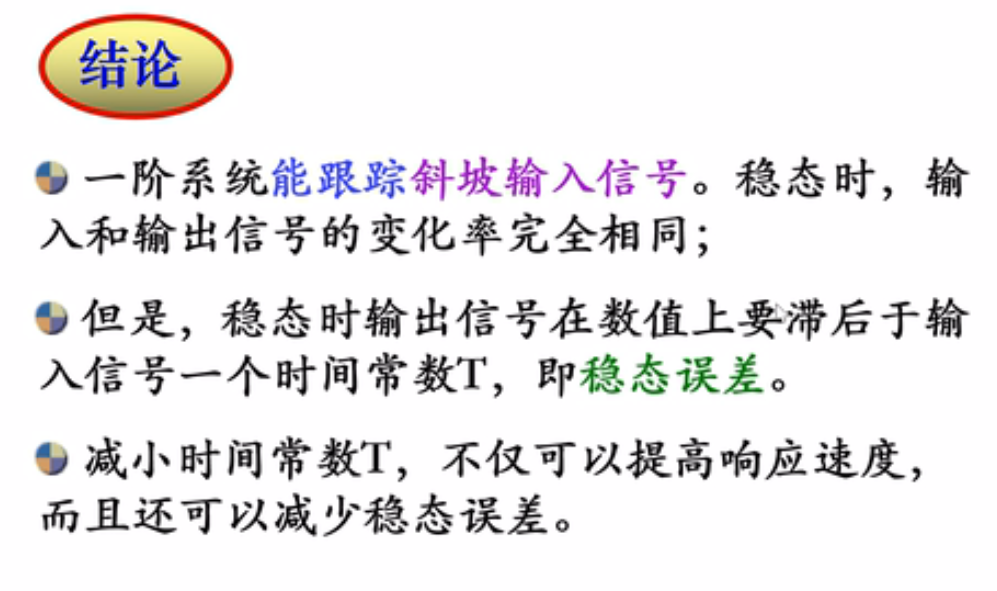 结论
一阶系统能跟踪斜坡输入信号。稳态时，输
入和输出信号的变化率完全相同；
但是，稳态时输出信号在数值上要滞后于输
入信号一个时间常数T，即稳态误差。
减小时间常数T，不仅可以提高响应速度，
而且还可以减少稳态误差。